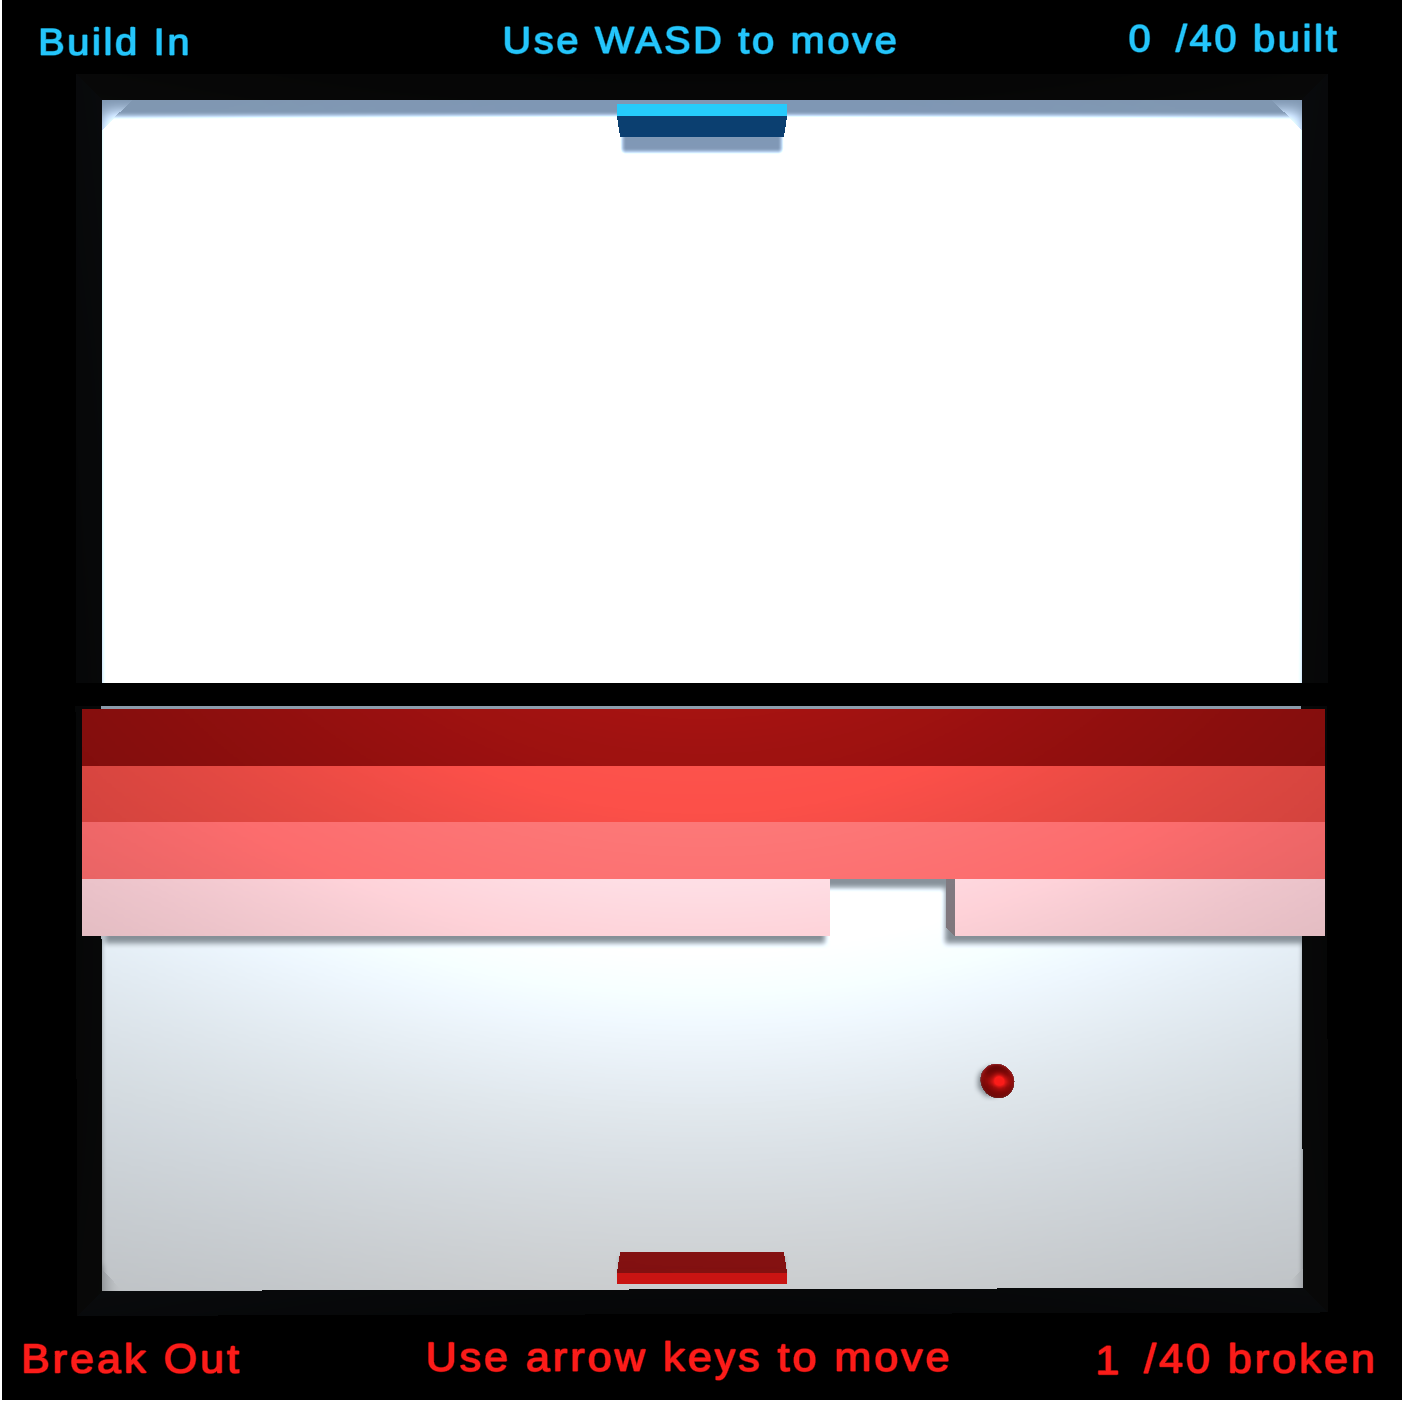 Build In
Use WASD to move
0 /40 built
Break Out
Use arrow keys to move
1 /40 broken